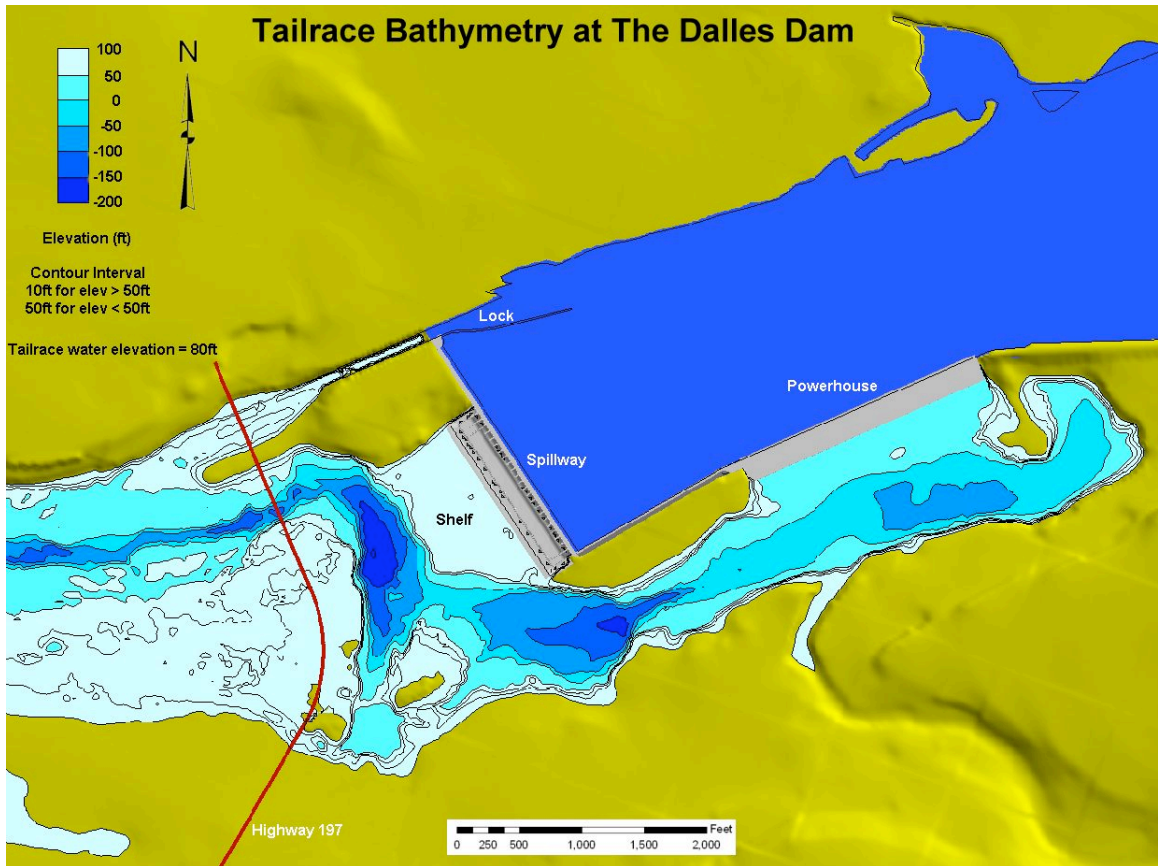 Tailrace Bathymetry at The Dalles Dam
100
50
0
-50
-100
-150
-200
N
Elevation (ft)
Contour Interval
10ft for elev > 50ft
50ft for elev < 50ft
Tailrace water elevation = 80ft
Lock
Powerhouse
Spillway
Shelf
Highway 197
Feet
0 250 500 1,000 1,500 2,000